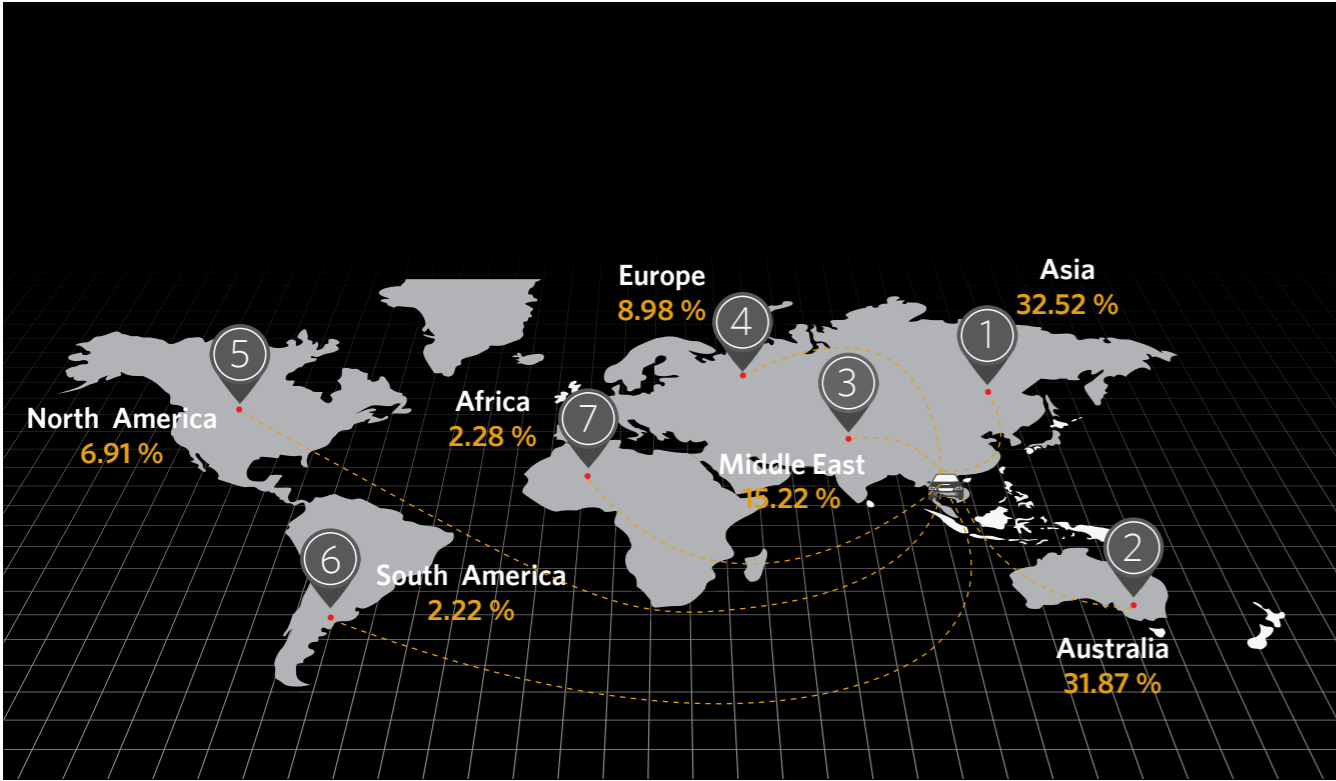 1
Asia
32.52 %
2
Australia
31.87 %
3
Middle East
15.22 %
4
Europe
8.98 %
5
North America
6.91 %
6
South America
2.22 %
7
Africa
2.28 %